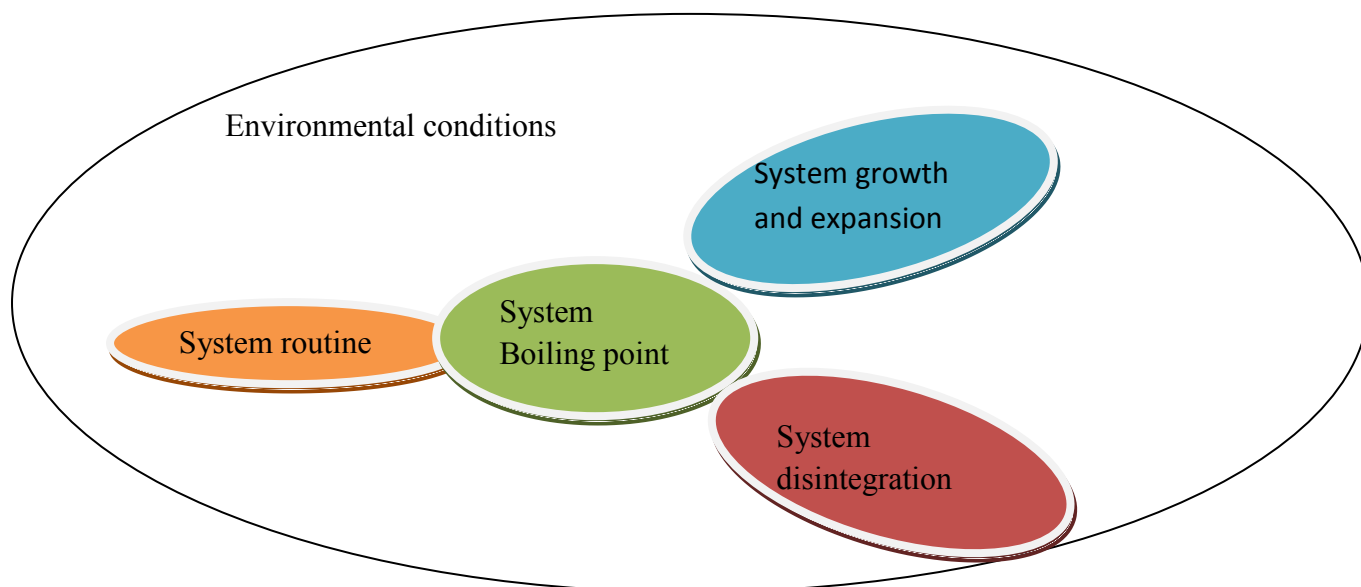 Environmental conditions
System growth
and expansion
System routine
System
Boiling point
System
disintegration